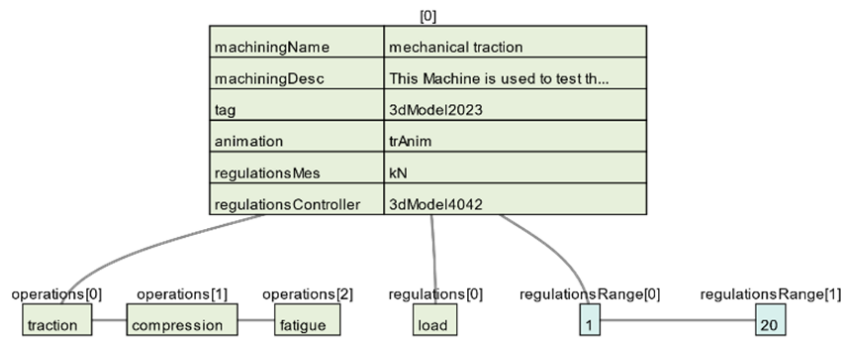 [0]
machiningName mechanical traction
machiningDesc This Machine is used to test th...
tag 3dModel2023
animation trAnim
regulationsMes kN
regulationsController 3dModel4042
operations[0] operations[1] operations[2] regulations[0] regulationsRange[0] regulationsRange[1]
traction compression fatigue load 1 20